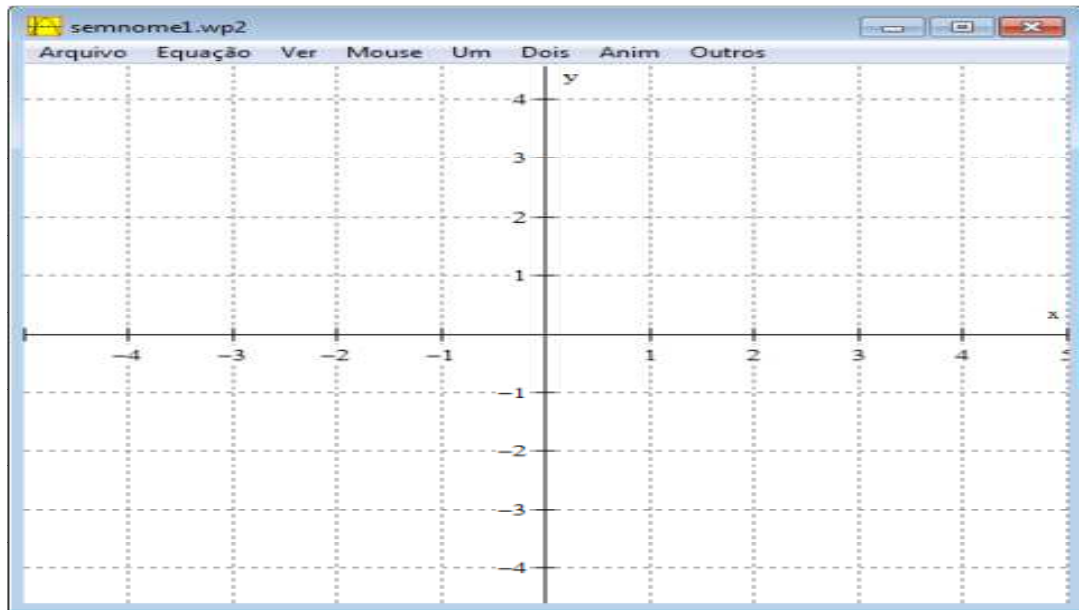 semnome1.wp2
Arquivo Equação Ver Mouse Um Dois Anim Outros
y
4
3
2
1
x
−4 −3 −2 −1 1 2 3 4 5
−1
−2
−3
−4